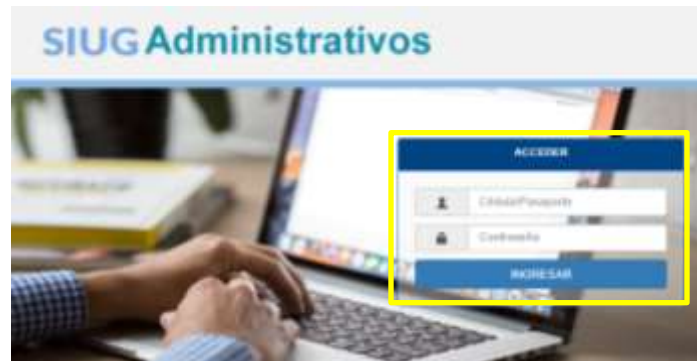 SIUG Administrativos
ACCEDER
Cédula/Pasaporte
Contraseña
INGRESAR